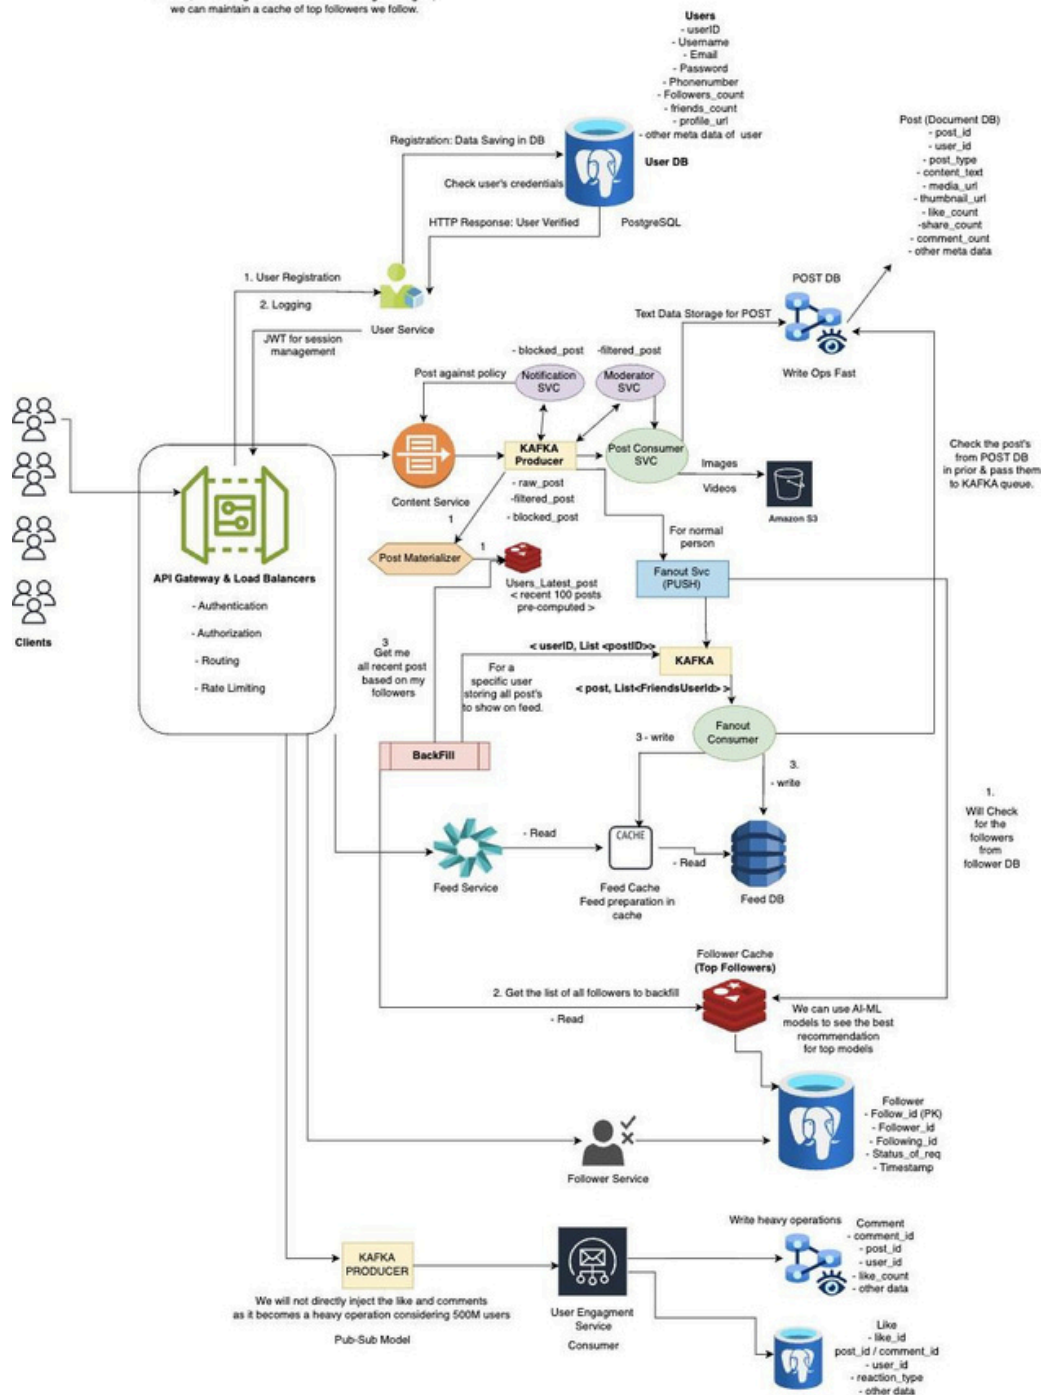 we can maintain a cache of top followers we follow.
Users
- userID
- Username
- Email
- Password
- Phonenumber
- Followers_count
- friends_count
- profile_url
- other meta data of user
User DB
PostgreSQL
Registration: Data Saving in DB
Check user's credentials
HTTP Response: User Verified
Post (Document DB)
- post_id
- user_id
- post_type
- content_text
- media_url
- thumbnail_url
- like_count
-share_count
- comment_ount
- other meta data
POST DB
Text Data Storage for POST
Write Ops Fast
1. User Registration
2. Logging
User Service
JWT for session
management
- blocked_post
-filtered_post
Post against policy
Notification
SVC
Moderator
SVC
KAFKA
Producer
Post Consumer
SVC
Images
Videos
Amazon S3
Content Service
- raw_post
-filtered_post
- blocked_post
1
Post Materializer
1
Users_Latest_post
< recent 100 posts
pre-computed >
For normal
person
Fanout Svc
(PUSH)
Check the post's
from POST DB
in prior & pass them
to KAFKA queue.
API Gateway & Load Balancers
- Authentication
- Authorization
- Routing
- Rate Limiting
Clients
3
Get me
all recent post
based on my
followers
< userID, List <postID>>
For a
specific user
storing all post's
to show on feed.
KAFKA
< post, List<FriendsUserId> >
Fanout
Consumer
BackFill
3 - write
3.
- write
1.
Will Check
for the
followers
from
follower DB
Feed Service
- Read
CACHE
- Read
Feed Cache
Feed preparation in
cache
Feed DB
Follower Cache
(Top Followers)
2. Get the list of all followers to backfill
- Read
We can use AI-ML
models to see the best
recommendation
for top models
Follower
- Follow_id (PK)
- Follower_id
- Following_id
- Status_of_req
- Timestamp
Follower Service
Write heavy operations
Comment
- comment_id
- post_id
- user_id
- like_count
- other data
KAFKA
PRODUCER
We will not directly inject the like and comments
as it becomes a heavy operation considering 500M users
Pub-Sub Model
User Engagment
Service
Consumer
Like
- like_id
post_id / comment_id
- user_id
- reaction_type
- other data